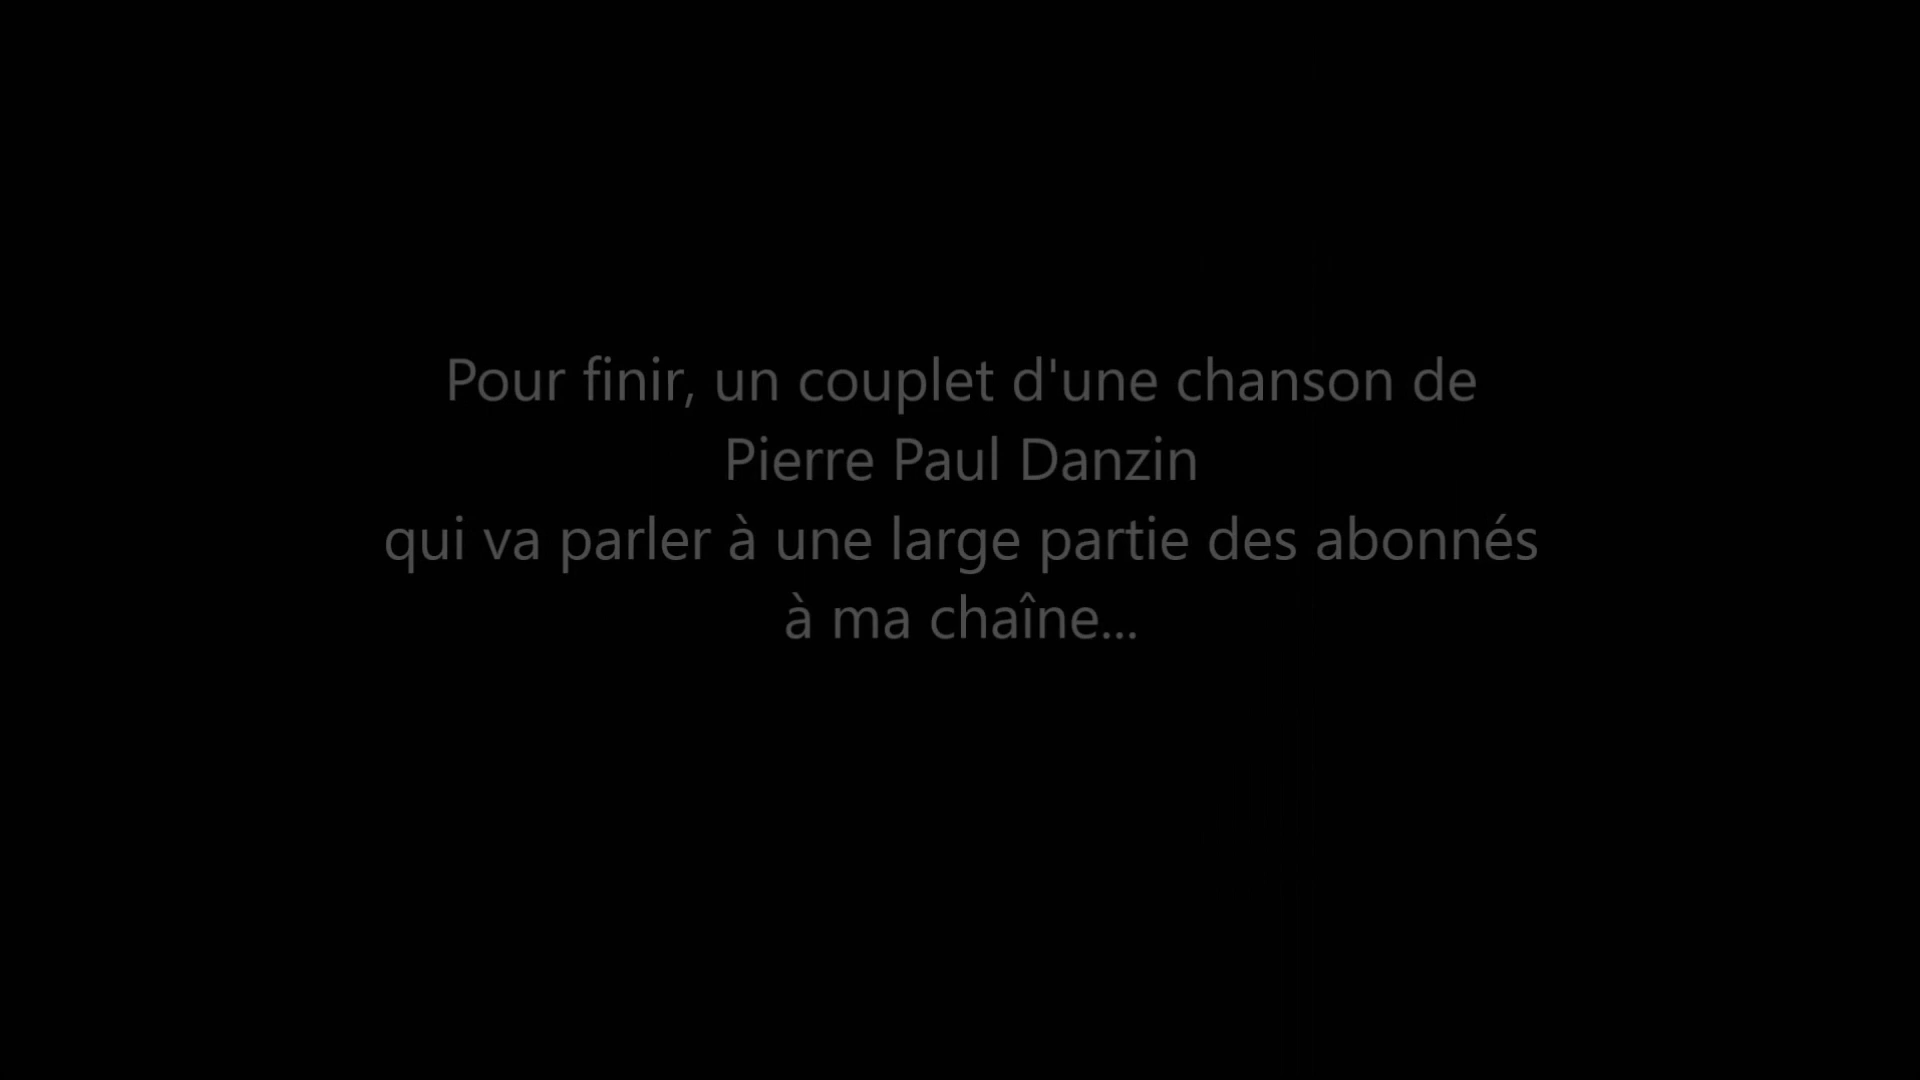 Pour finir, un couplet d'une chanson de
Pierre Paul Danzin
qui va parler à une large partie des abonnés
à ma chaîne...